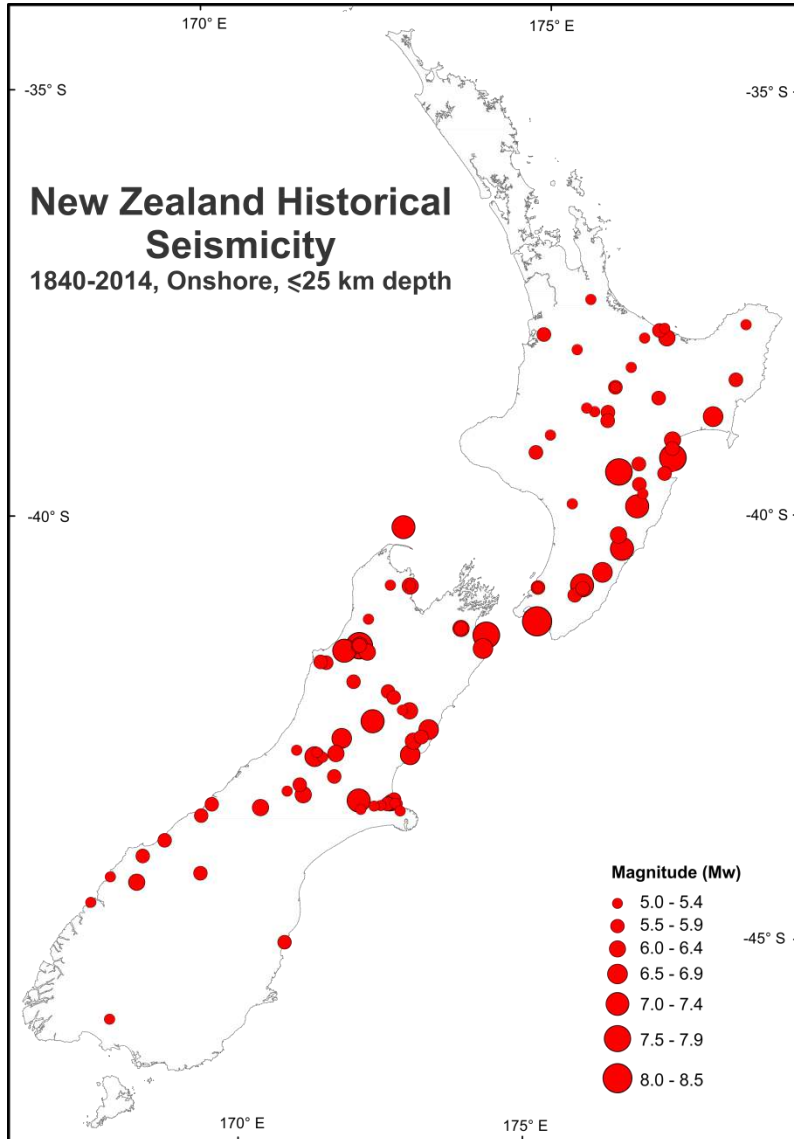 170° E
175° E
-35° S
-35° S
New Zealand Historical
Seismicity
1840-2014, Onshore, ⩽25 km depth
-40° S
-40° S
Magnitude (Mw)
5.0 - 5.4
5.5 - 5.9
6.0 - 6.4
-45° S
6.5 - 6.9
7.0 - 7.4
7.5 - 7.9
8.0 - 8.5
170° E
175° E